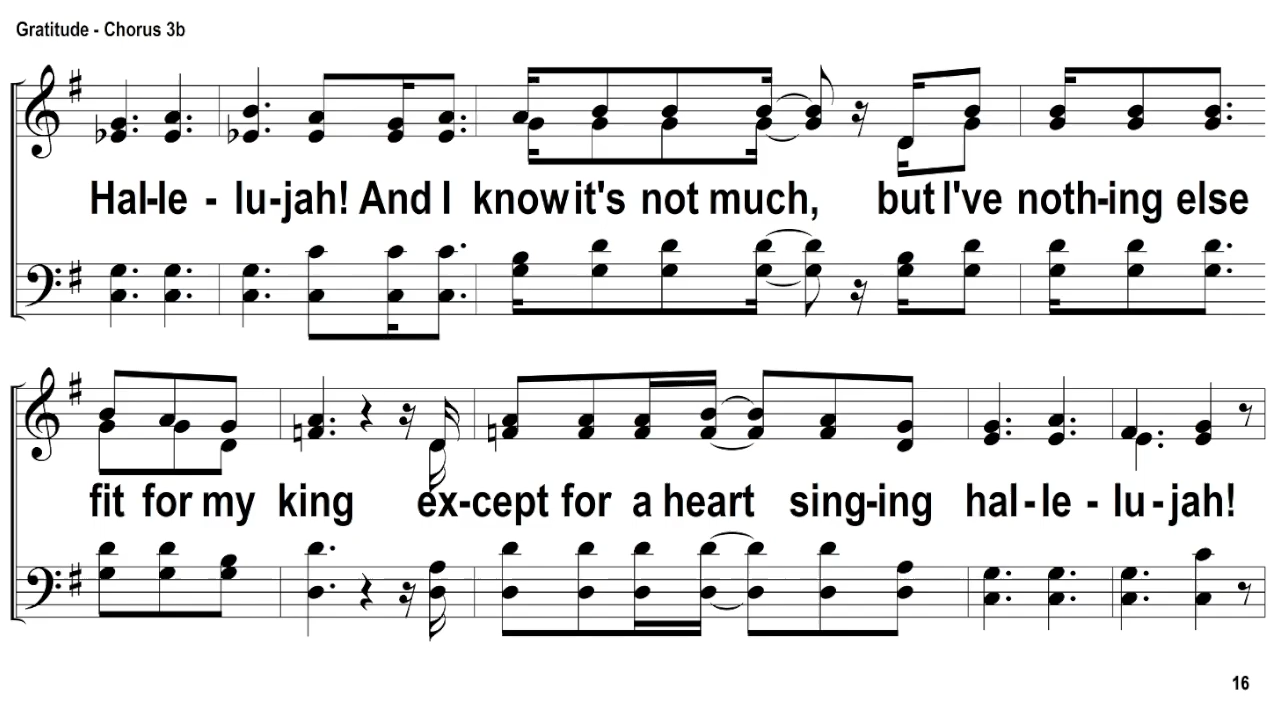 Gratitude - Chorus 3b
Hal-le - lu-jah! And I know it's not much, but I've noth-ing else
fit for my king ex-cept for a heart sing-ing hal-le - lu-jah!
16